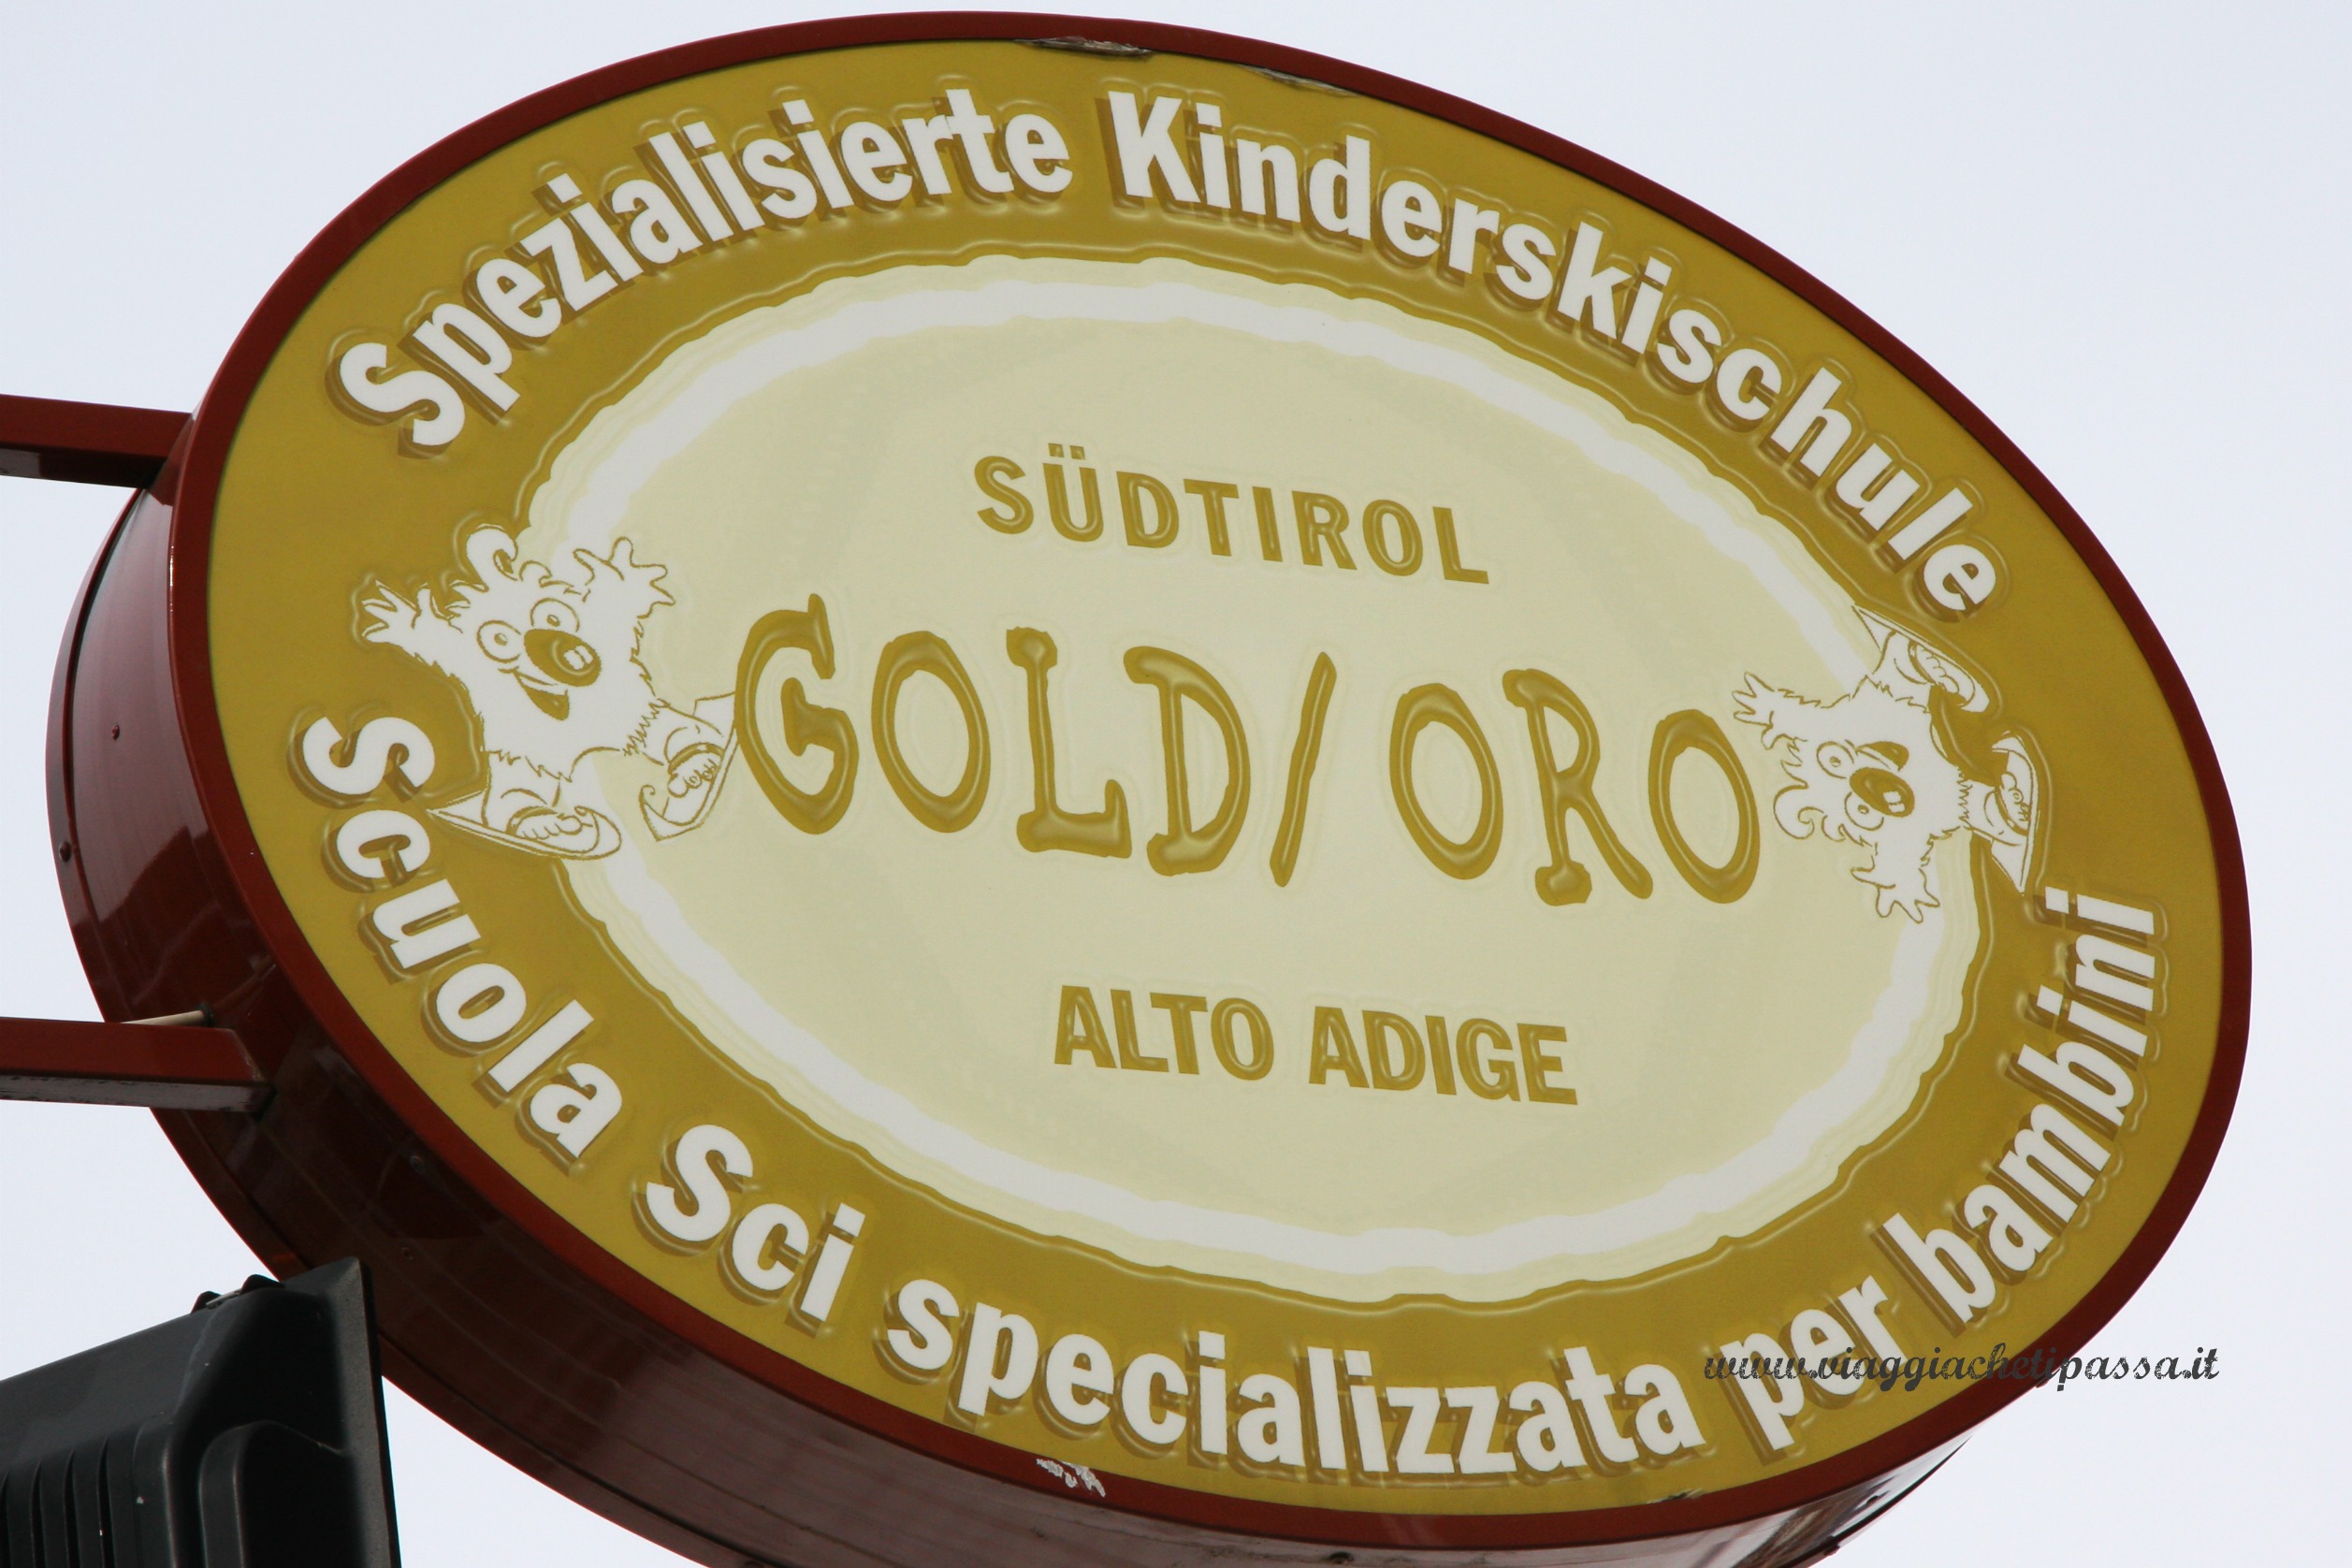 Spezialisierte Kinderskischule
SÜDTIROL
GOLD/ORO
ALTO ADIGE
Scuola Sci specializzata per bambini
www.viaggiachetipassa.it